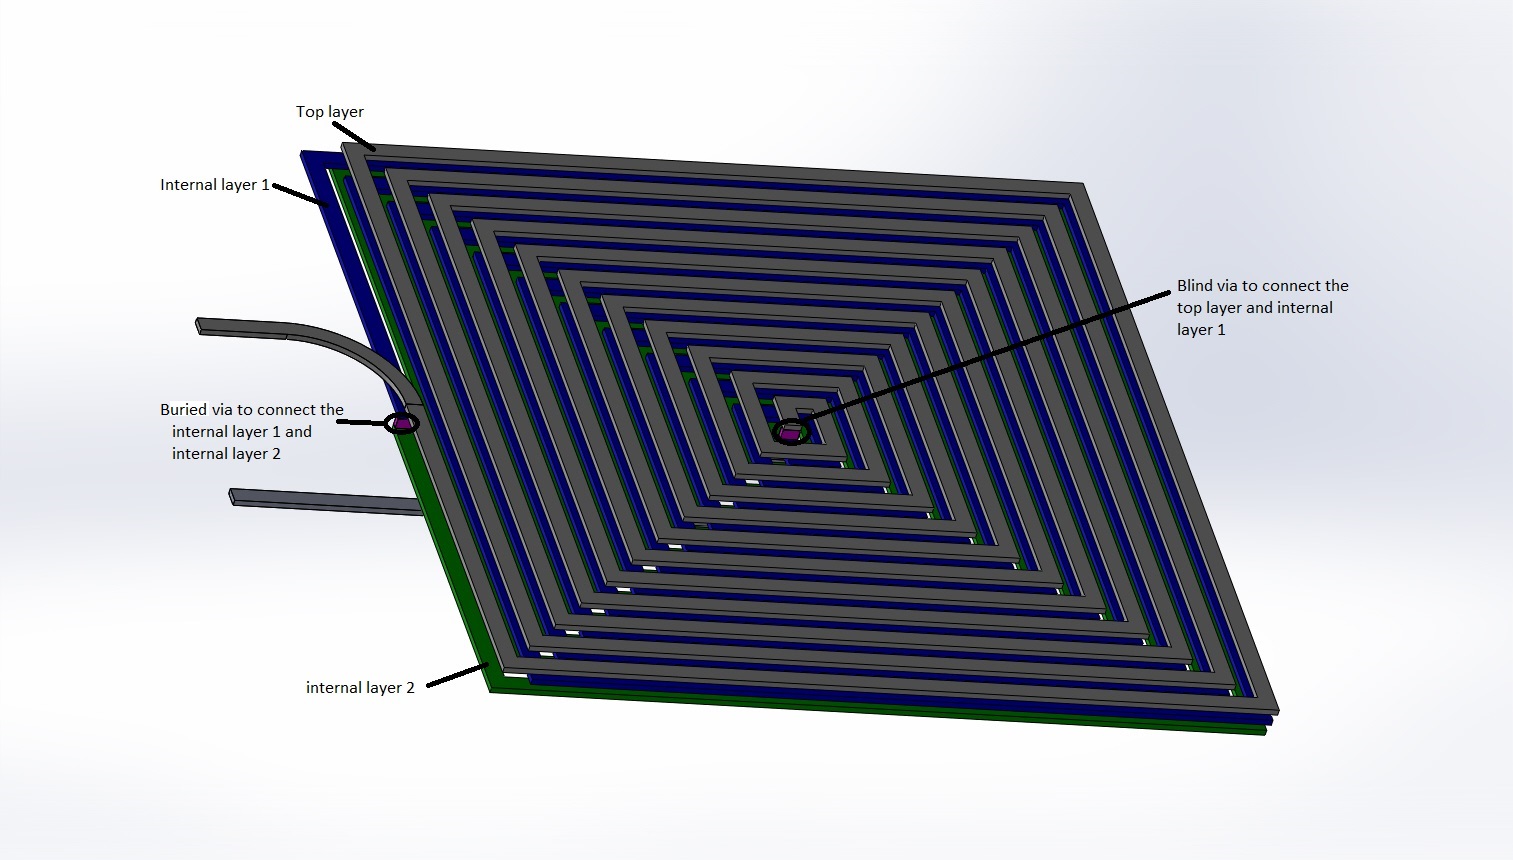 Top layer
Internal layer 1
Blind via to connect the
top layer and internal
layer 1
Buried via to connect the
internal layer 1 and
internal layer 2
internal layer 2